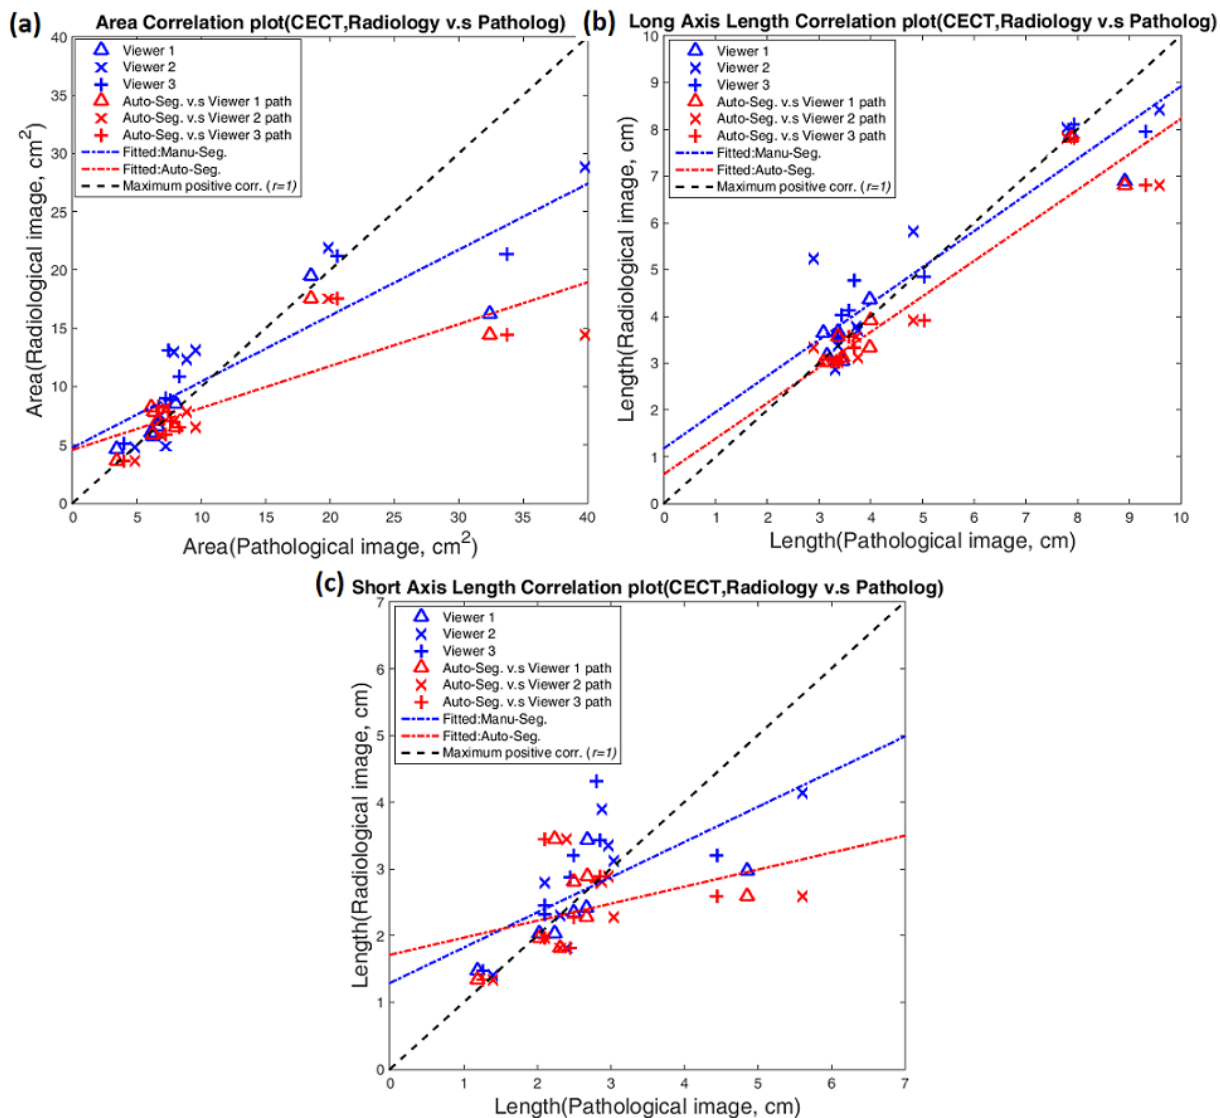 (a)
Area Correlation plot(CECT,Radiology v.s Patholog)
40
35
30
25
20
15
10
5
0
Area(Radiological image, cm2)
Viewer 1
Viewer 2
Viewer 3
Auto-Seg. v.s Viewer 1 path
Auto-Seg. v.s Viewer 2 path
Auto-Seg. v.s Viewer 3 path
Fitted:Manu-Seg.
Fitted:Auto-Seg.
Maximum positive corr. (r=1)
0 5 10 15 20 25 30 35 40
Area(Pathological image, cm2)
(b)
Long Axis Length Correlation plot(CECT,Radiology v.s Patholog)
10
9
8
7
6
5
4
3
2
1
0
Length(Radiological image, cm)
Viewer 1
Viewer 2
Viewer 3
Auto-Seg. v.s Viewer 1 path
Auto-Seg. v.s Viewer 2 path
Auto-Seg. v.s Viewer 3 path
Fitted:Manu-Seg.
Fitted:Auto-Seg.
Maximum positive corr. (r=1)
0 1 2 3 4 5 6 7 8 9 10
Length(Pathological image, cm)
(c)
Short Axis Length Correlation plot(CECT,Radiology v.s Patholog)
7
6
5
4
3
2
1
0
Length(Radiological image, cm)
Viewer 1
Viewer 2
Viewer 3
Auto-Seg. v.s Viewer 1 path
Auto-Seg. v.s Viewer 2 path
Auto-Seg. v.s Viewer 3 path
Fitted:Manu-Seg.
Fitted:Auto-Seg.
Maximum positive corr. (r=1)
0 1 2 3 4 5 6 7
Length(Pathological image, cm)